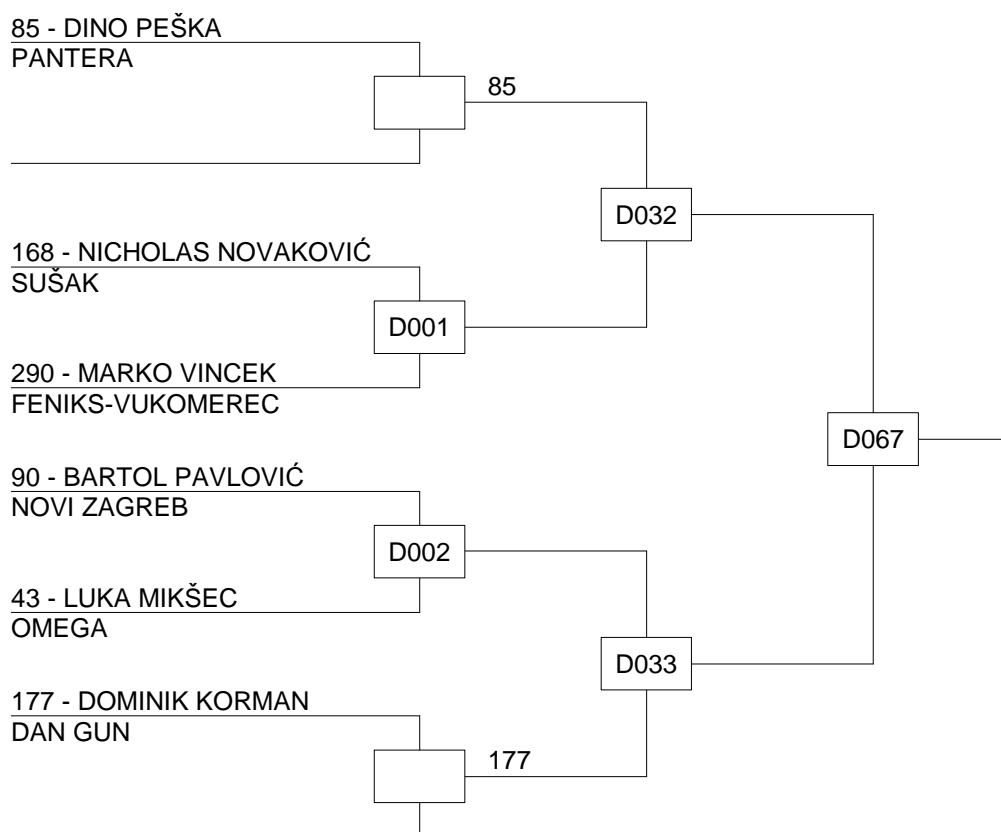 85 - DINO PEŠKA
PANTERA
85
D032
168 - NICHOLAS NOVAKOVIĆ
SUŠAK
D001
290 - MARKO VINCEK
FENIKS-VUKOMEREC
D067
90 - BARTOL PAVLOVIĆ
NOVI ZAGREB
D002
43 - LUKA MIKŠEC
OMEGA
D033
177 - DOMINIK KORMAN
DAN GUN
177